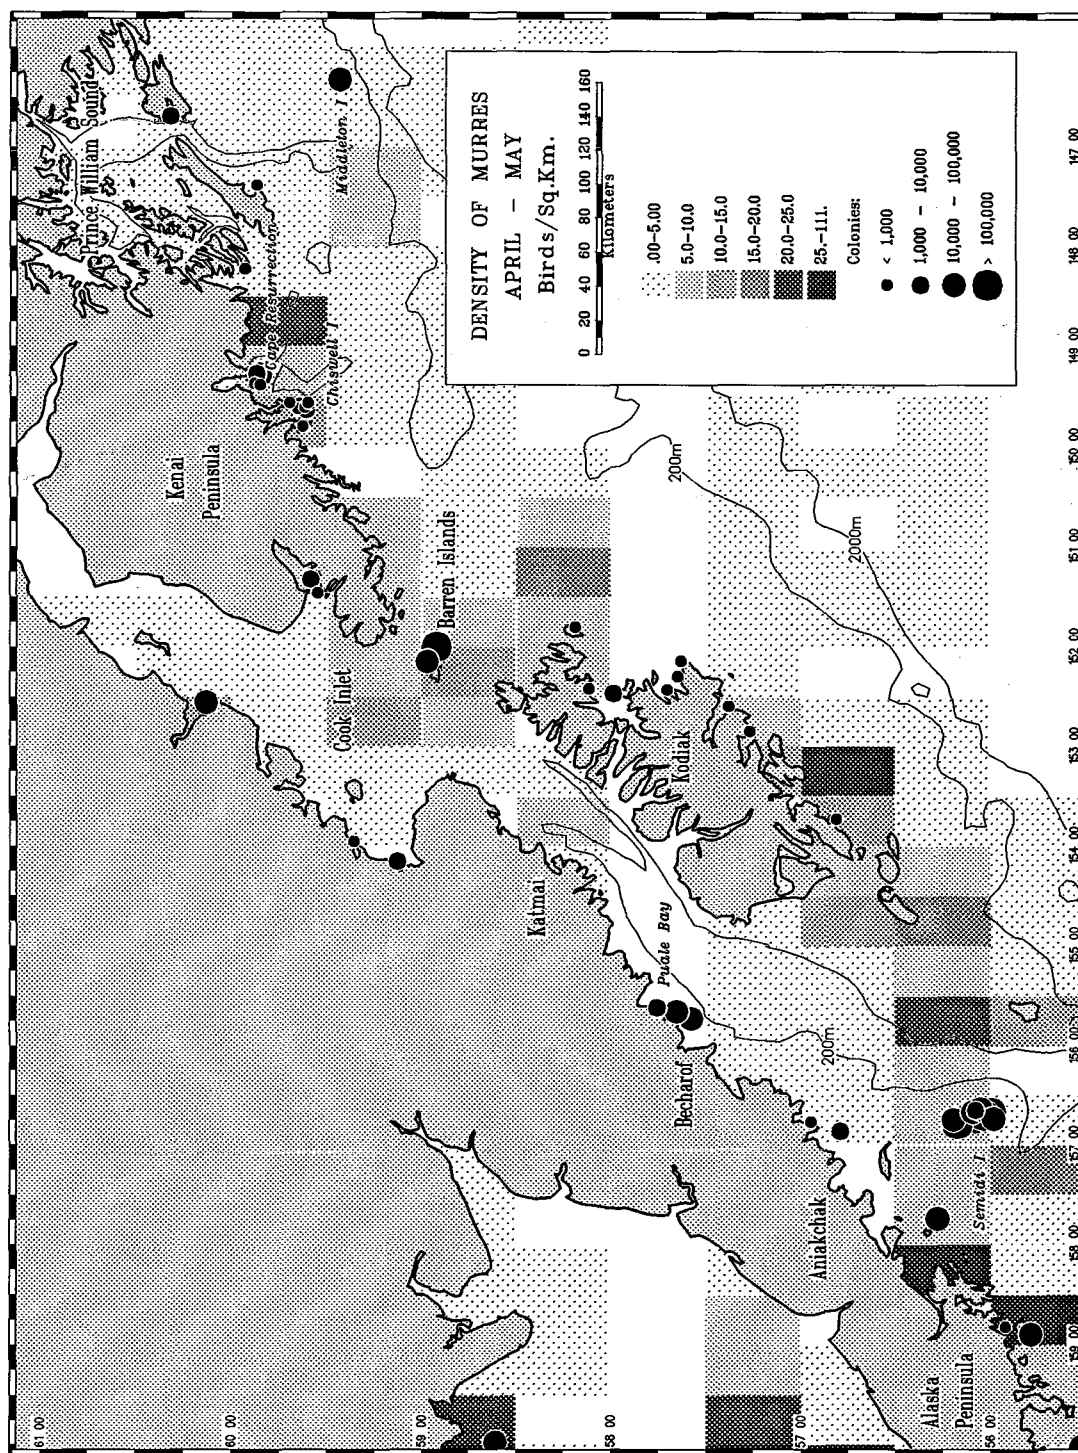 DENSITY OF MURRES
APRIL - MAY
Birds/Sq.Km.
0 20 40 60 80 100 120 140 160
Kilometers
.00-5.00
5.0-10.0
10.0-15.0
15.0-20.0
20.0-25.0
25.-11.
Colonies:
< 1,000
1,000 - 10,000
10,000 - 100,000
> 100,000
Prince William Sound
Middleton I
Cape Resurrection
Chiswell I
Kenai
Peninsula
Barren Islands
Cook Inlet
Kodiak
Katmai
Puale Bay
Becharof
Aniakchak
Semidi I
Alaska
Peninsula
200m
2000m
200m
61 00
60 00
59 00
58 00
57 00
56 00
159 00
158 00
157 00
156 00
155 00
154 00
153 00
152 00
151 00
150 00
149 00
148 00
147 00